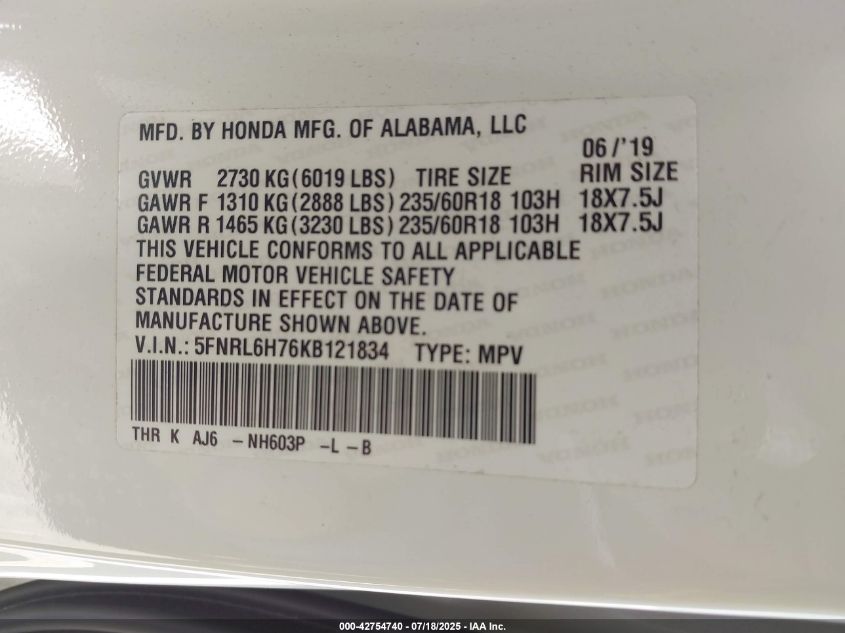 MFD. BY HONDA MFG. OF ALABAMA, LLC
06/'19
GVWR 2730 KG(6019 LBS) TIRE SIZE RIM SIZE
GAWR F 1310 KG(2888 LBS) 235/60R18 103H 18X7.5J
GAWR R 1465 KG(3230 LBS) 235/60R18 103H 18X7.5J
THIS VEHICLE CONFORMS TO ALL APPLICABLE
FEDERAL MOTOR VEHICLE SAFETY
STANDARDS IN EFFECT ON THE DATE OF
MANUFACTURE SHOWN ABOVE.
V.I.N.: 5FNRL6H76KB121834 TYPE: MPV
THR K AJ6 -NH603P -L -B
000-42754740 - 07/18/2025 - IAA Inc.